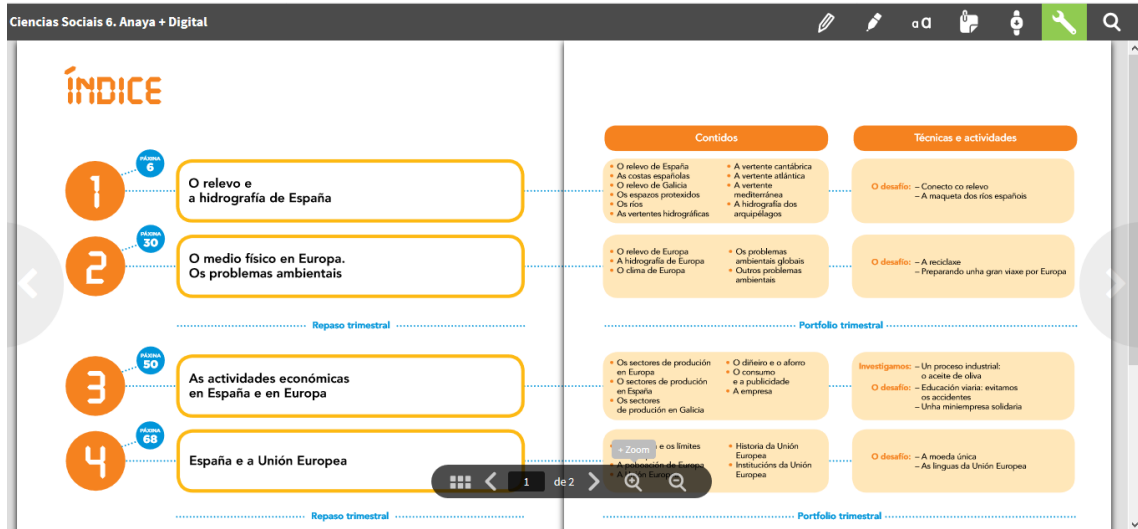 Ciencias Sociais 6. Anaya + Digital
aa
ÍNDICE
Contidos
Técnicas e actividades
1
PÁXINA
6
O relevo e
a hidrografía de España
• O relevo de España
• As costas españolas
• O relevo de Galicia
• Os espazos protexidos
• Os ríos
• As vertentes hidrográficas
• A vertente cantábrica
• A vertente atlántica
• A vertente
mediterránea
• A hidrografía dos
arquipélagos
O desafío: – Conecto co relevo
– A maqueta dos ríos españois
2
PÁXINA
30
O medio físico en Europa.
Os problemas ambientais
• O relevo de Europa
• A hidrografía de Europa
• O clima de Europa
• Os problemas
ambientais globais
• Outros problemas
ambientais
O desafío: – A reciclaxe
– Preparando unha gran viaxe por Europa
Repaso trimestral
Portfolio trimestral
3
PÁXINA
50
As actividades económicas
en España e en Europa
• Os sectores de produción
en Europa
• O sectores de produción
en España
• Os sectores
de produción en Galicia
• O diñeiro e o aforro
• O consumo
e a publicidade
• A empresa
Investigamos: – Un proceso industrial:
o aceite de oliva
O desafío: – Educación viaria: evitamos
os accidentes
– Unha miniempresa solidaria
4
PÁXINA
68
España e a Unión Europea
e os límites
• A poboación de Europa
• A Unión Europea
• Historia da Unión
Europea
• Institucións da Unión
Europea
O desafío: – A moeda única
– As linguas da Unión Europea
+ Zoom
1 de 2
Repaso trimestral
Portfolio trimestral